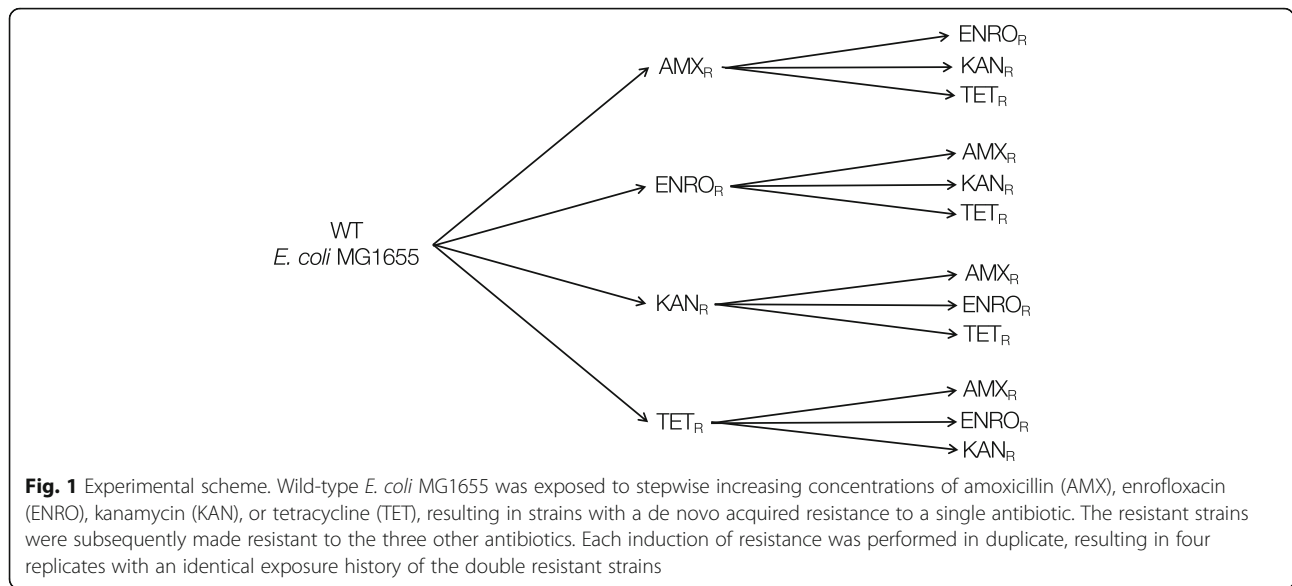 AMX_R
ENRO_R
KAN_R
TET_R
ENRO_R
AMX_R
KAN_R
TET_R
WT
E. coli MG1655
KAN_R
AMX_R
ENRO_R
TET_R
TET_R
AMX_R
ENRO_R
KAN_R
Fig. 1 Experimental scheme. Wild-type E. coli MG1655 was exposed to stepwise increasing concentrations of amoxicillin (AMX), enrofloxacin
(ENRO), kanamycin (KAN), or tetracycline (TET), resulting in strains with a de novo acquired resistance to a single antibiotic. The resistant strains
were subsequently made resistant to the three other antibiotics. Each induction of resistance was performed in duplicate, resulting in four
replicates with an identical exposure history of the double resistant strains